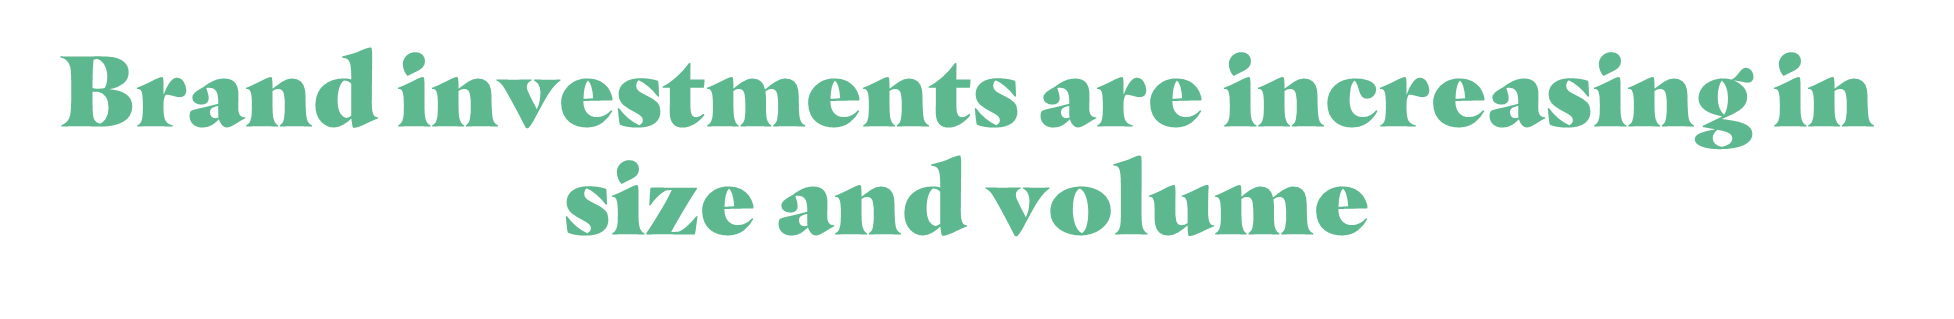 Brand investments are increasing in
size and volume